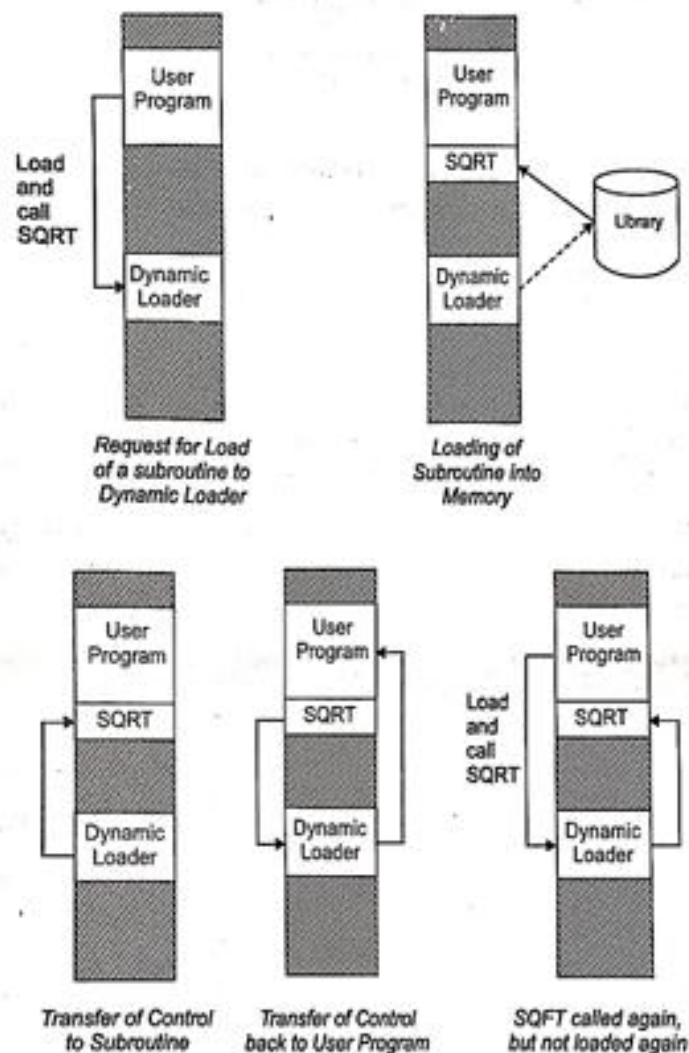 User
Program
Load
and
call
SQRT
Dynamic
Loader
Request for Load
of a subroutine to
Dynamic Loader
User
Program
SQRT
Library
Dynamic
Loader
Loading of
Subroutine into
Memory
User
Program
SQRT
Dynamic
Loader
Transfer of Control
to Subroutine
User
Program
SQRT
Dynamic
Loader
Transfer of Control
back to User Program
User
Program
Load
and
call
SQRT
SQRT
Dynamic
Loader
SQFT called again,
but not loaded again